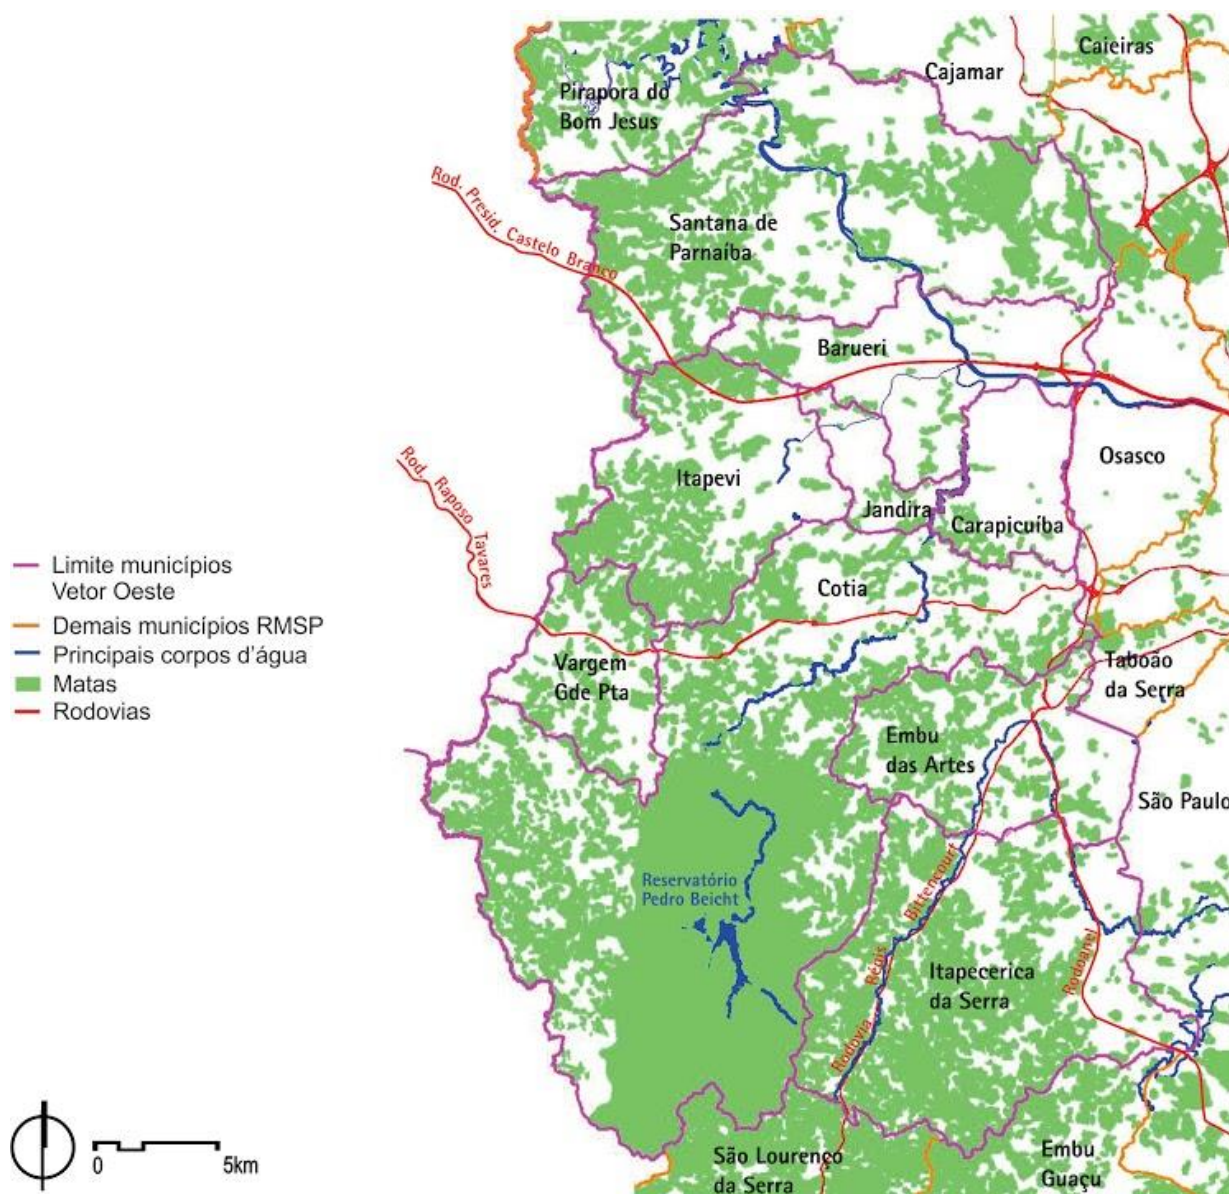 Caieiras
Cajamar
Pirapora do
Bom Jesus
Rod. Presid. Castelo Branco
Santana de
Parnaíba
Barueri
Rod. Raposo Tavares
Itapevi
Osasco
Jandira
Carapicuíba
Limite municípios
Vetor Oeste
Demais municípios RMSP
Principais corpos d'água
Matas
Rodovias
Cotia
Vargem
Gde Pta
Taboão
da Serra
Embu
das Artes
São Paulo
Reservatório
Pedro Beicht
Rodovia Régis Bittencourt
Itapecerica
da Serra
Rodoanel
0 5km
São Lourenço
da Serra
Embu
Guaçu